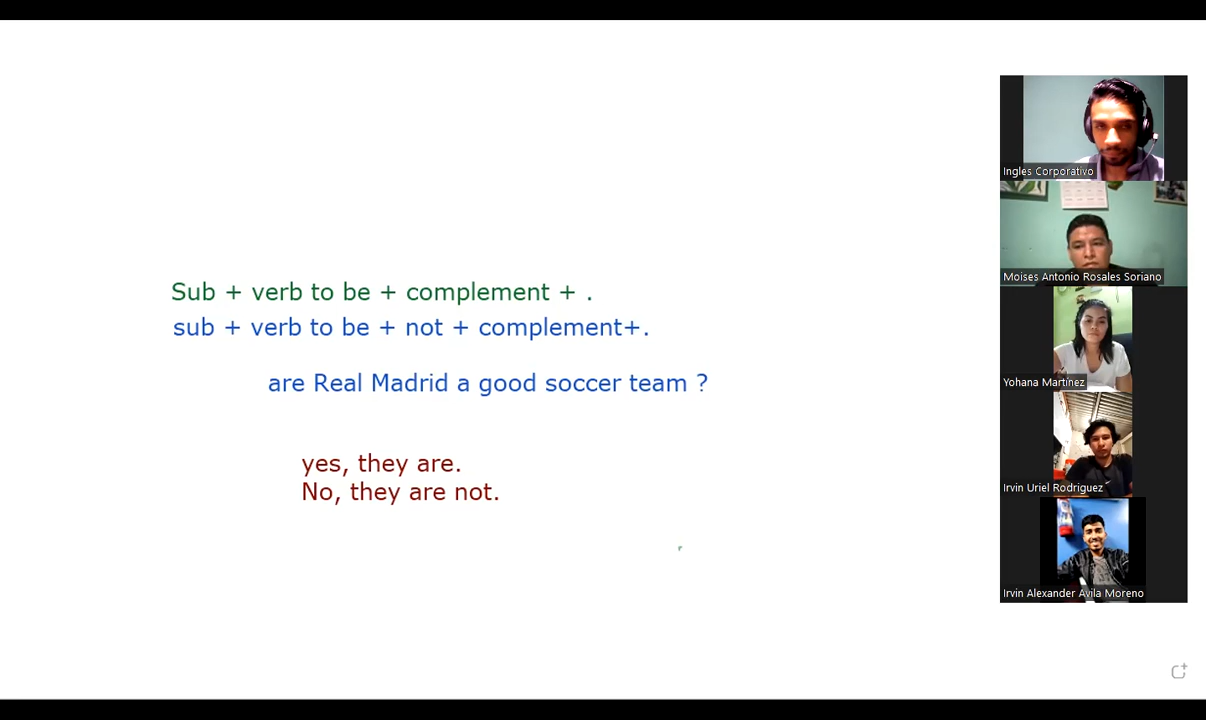 Sub + verb to be + complement + .
sub + verb to be + not + complement+.
are Real Madrid a good soccer team ?
yes, they are.
No, they are not.
Ingles Corporativo
Moises Antonio Rosales Soriano
Yohana Martínez
Irvin Uriel Rodriguez
Irvin Alexander Avila Moreno